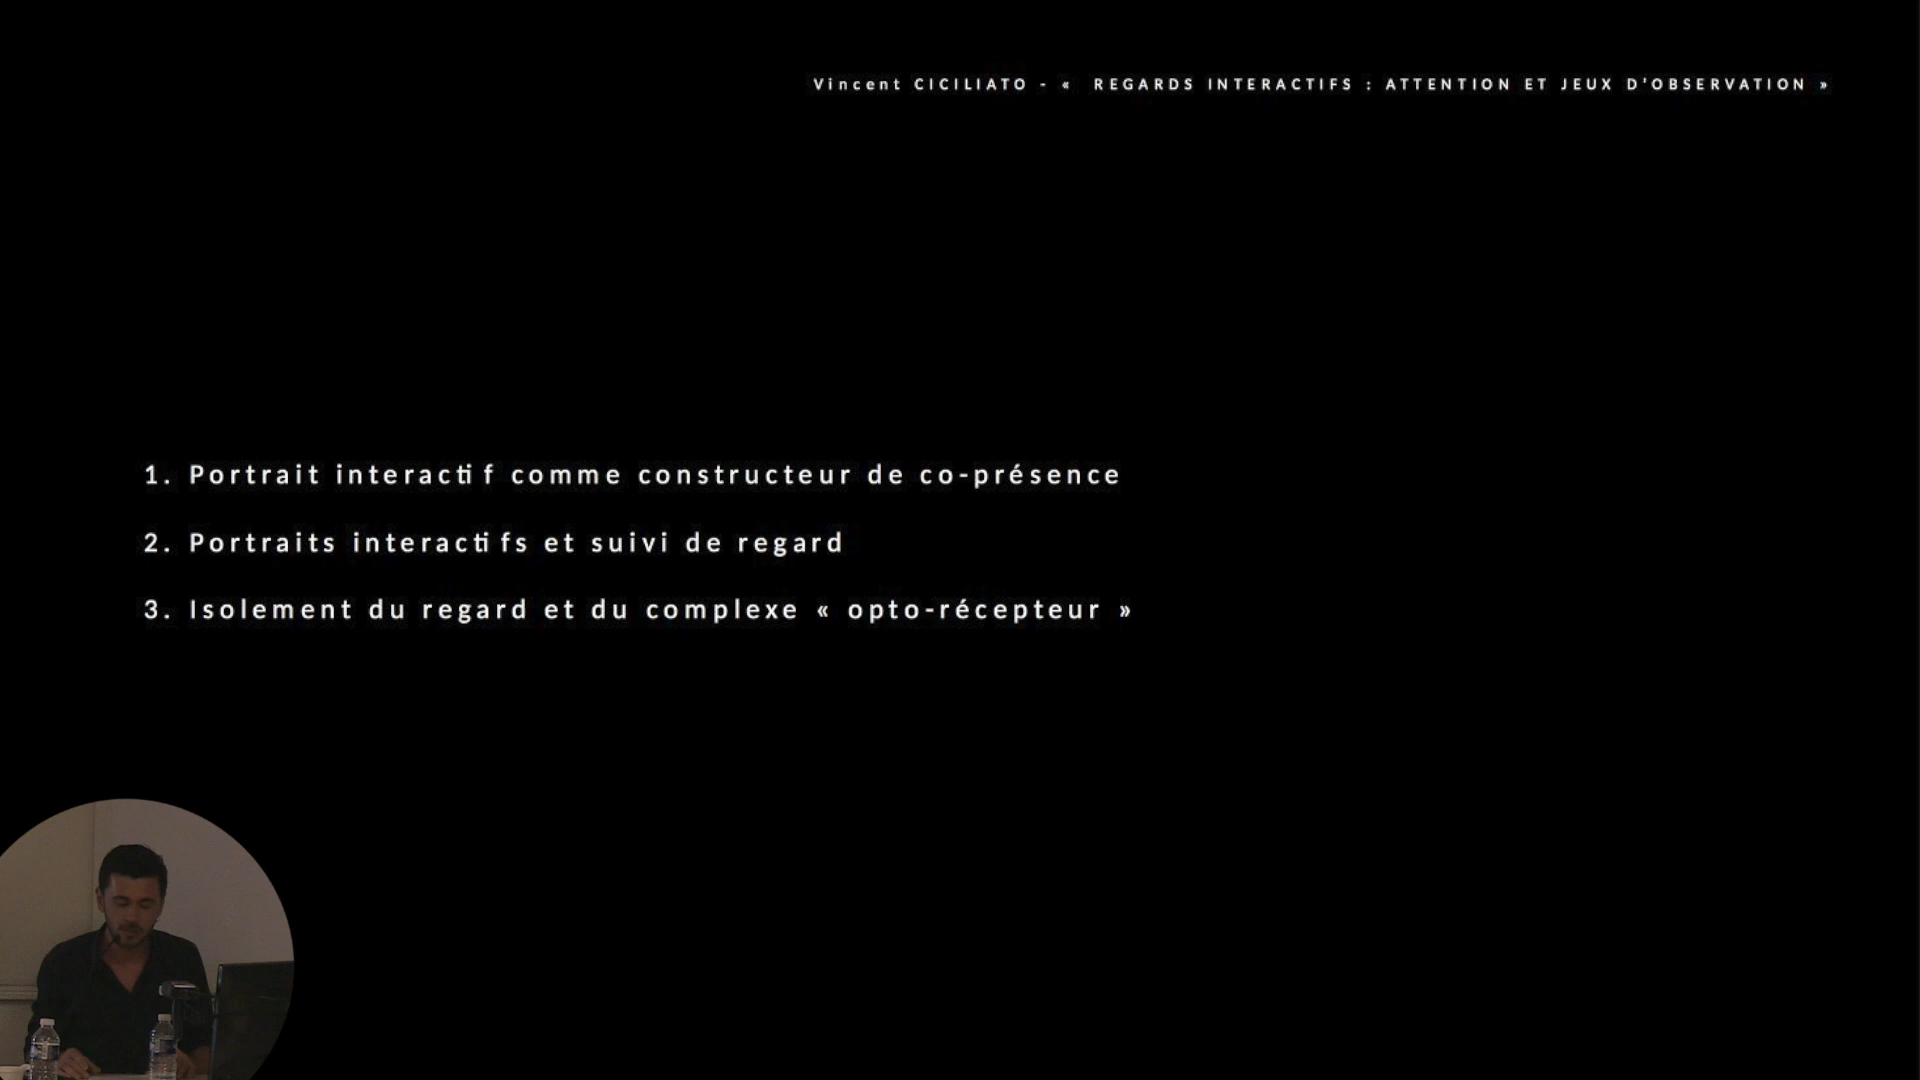 Vincent CICILIATO - « REGARDS INTERACTIFS : ATTENTION ET JEUX D'OBSERVATION »
1. Portrait interactif comme constructeur de co-présence
2. Portraits interactifs et suivi de regard
3. Isolement du regard et du complexe « opto-récepteur »